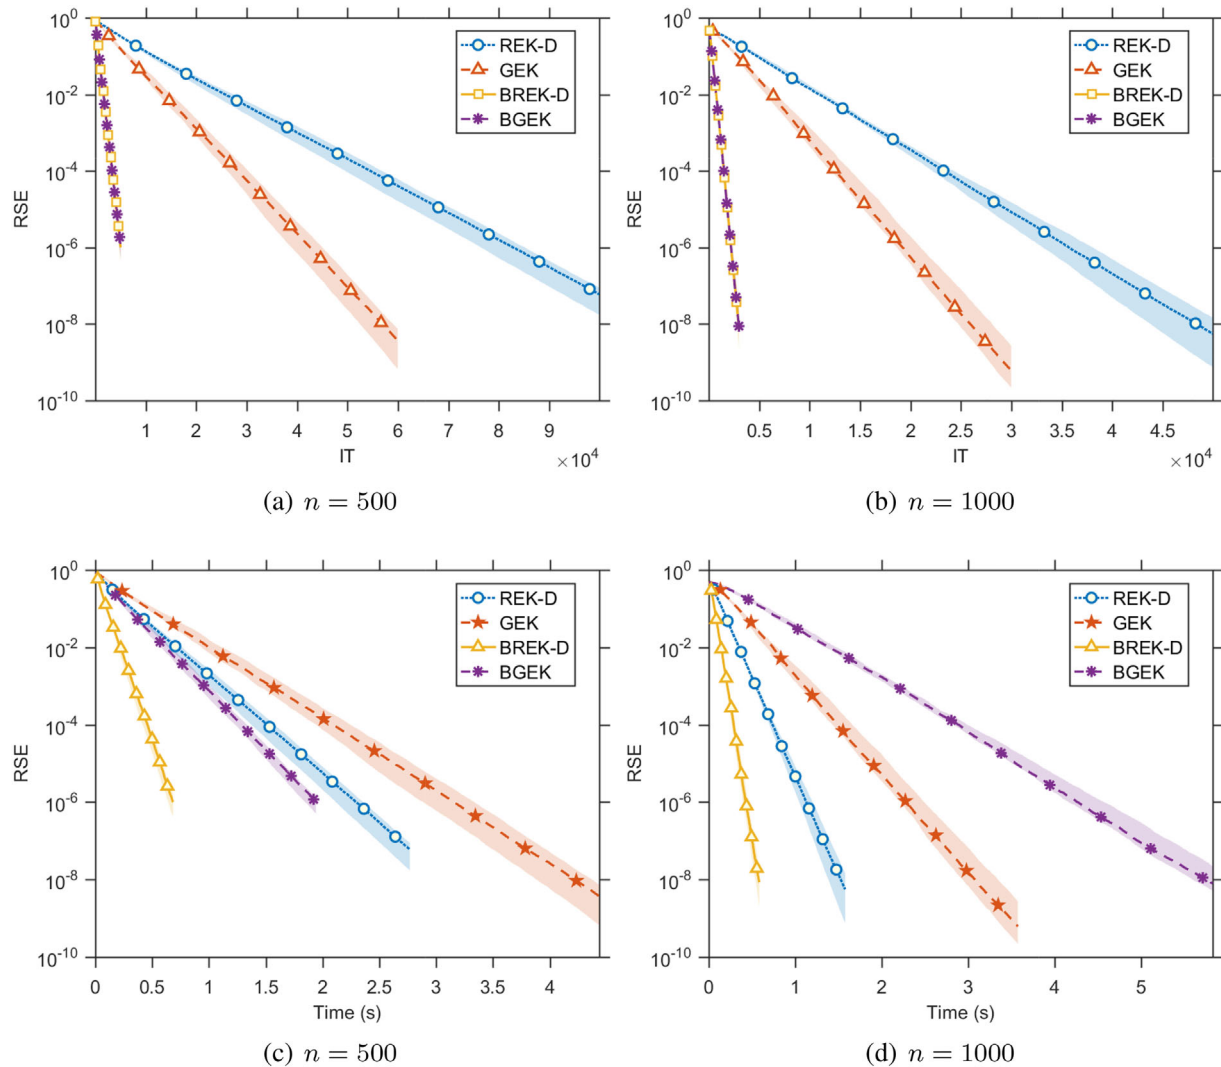 10^0
10^-2
10^-4
10^-6
10^-8
10^-10
RSE
REK-D
GEK
BREK-D
BGEK
1 2 3 4 5 6 7 8 9
IT
×10^4
(a) n = 500
10^0
10^-2
10^-4
10^-6
10^-8
10^-10
RSE
REK-D
GEK
BREK-D
BGEK
0.5 1 1.5 2 2.5 3 3.5 4 4.5
IT
×10^4
(b) n = 1000
10^0
10^-2
10^-4
10^-6
10^-8
10^-10
RSE
REK-D
GEK
BREK-D
BGEK
0 0.5 1 1.5 2 2.5 3 3.5 4
Time (s)
(c) n = 500
10^0
10^-2
10^-4
10^-6
10^-8
10^-10
RSE
REK-D
GEK
BREK-D
BGEK
0 1 2 3 4 5
Time (s)
(d) n = 1000